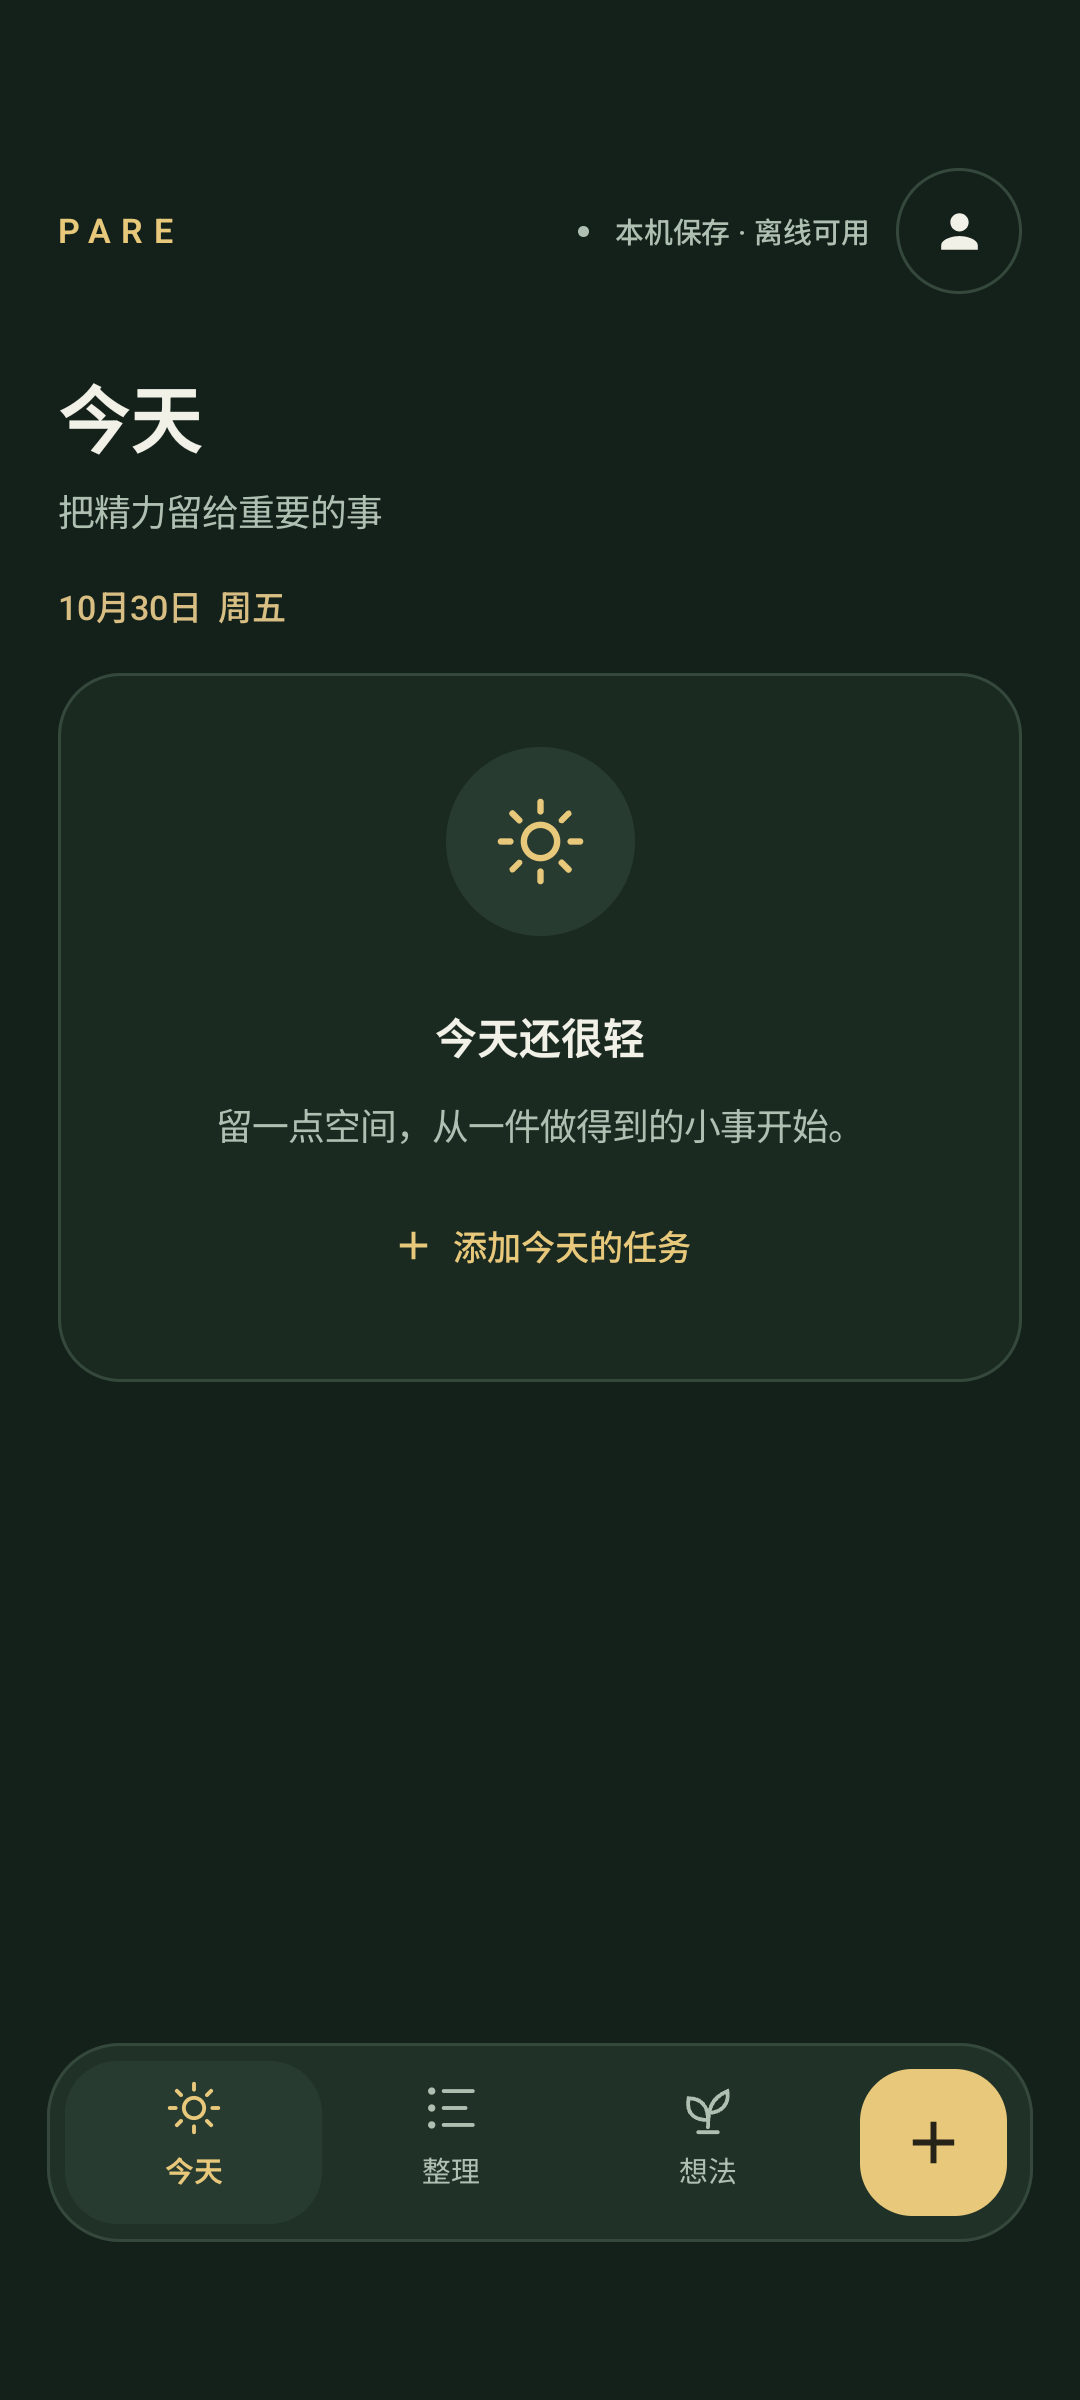 PARE
本机保存 · 离线可用
今天
把精力留给重要的事
10月30日 周五
今天还很轻
留一点空间，从一件做得到的小事开始。
添加今天的任务
今天
整理
想法